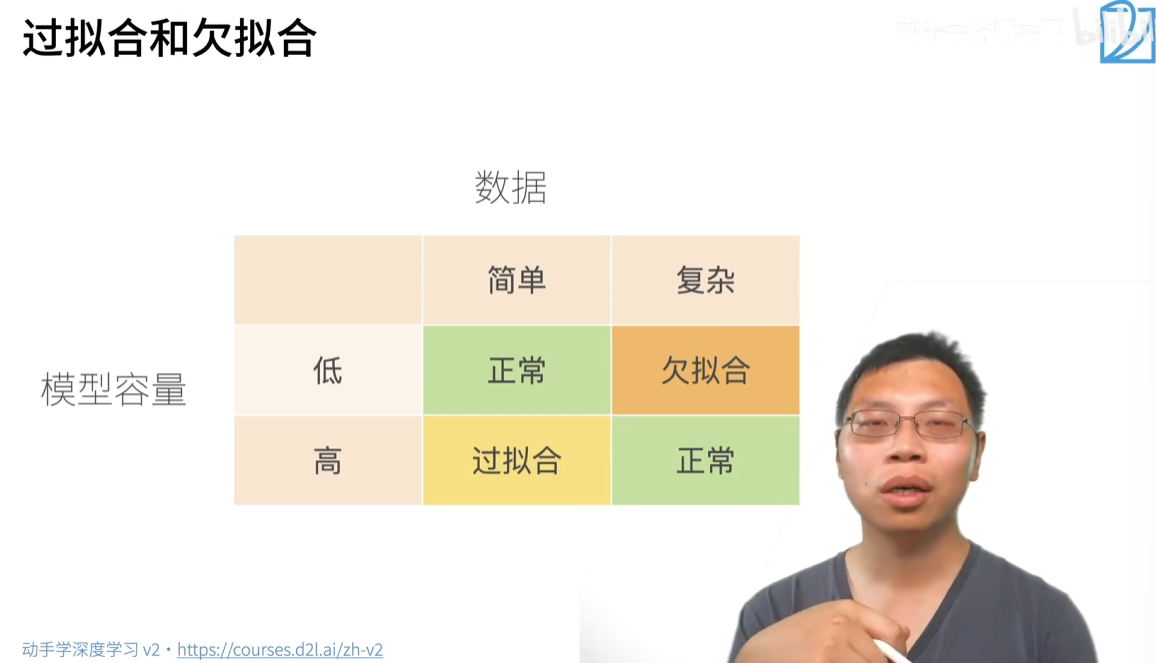 过拟合和欠拟合
bilibili
数据
简单 复杂
模型容量
低 正常 欠拟合
高 过拟合 正常
动手学深度学习 v2 · https://courses.d2l.ai/zh-v2